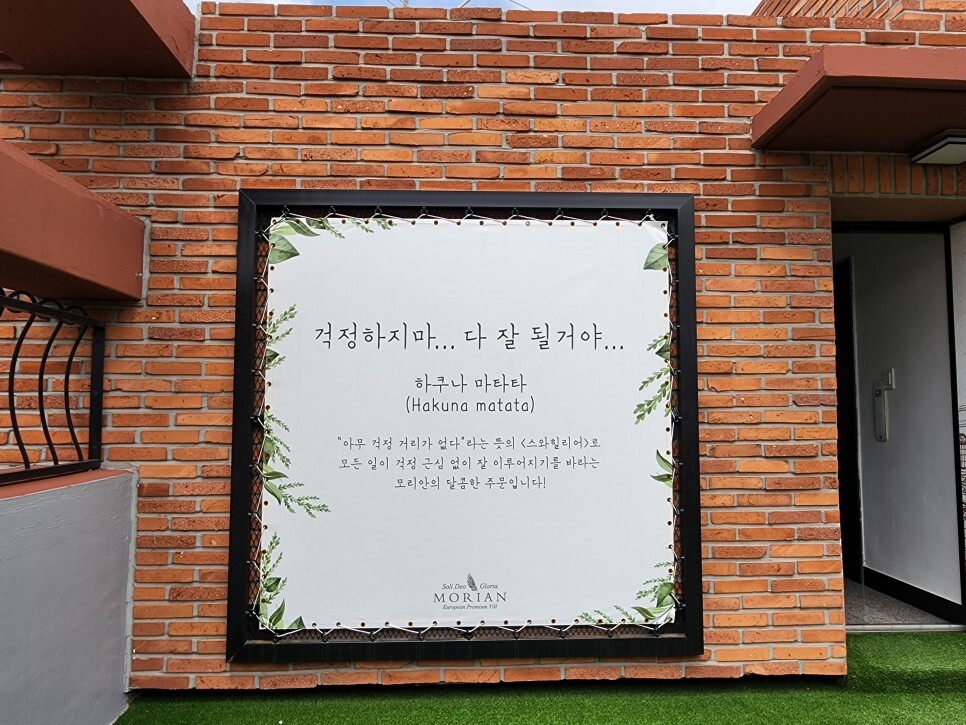 걱정하지마... 다 잘 될거야...
하쿠나 마타타
(Hakuna matata)
"아무 걱정 거리가 없다"라는 뜻의 <스와힐리어>로
모든 일이 걱정 근심 없이 잘 이루어지기를 바라는
모리안의 달콤한 주문입니다!
Soli Deo Gloria
MORIAN
European Premium Vill